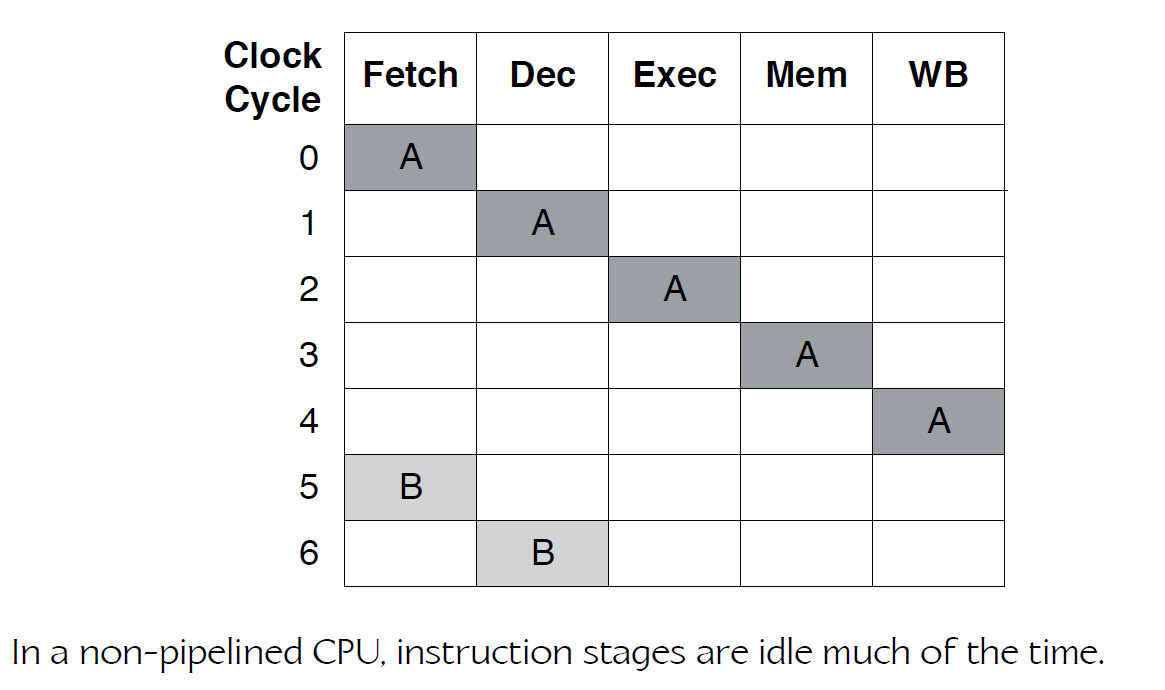 Clock Cycle Fetch Dec Exec Mem WB
0 A
1 A
2 A
3 A
4 A
5 B
6 B
In a non-pipelined CPU, instruction stages are idle much of the time.